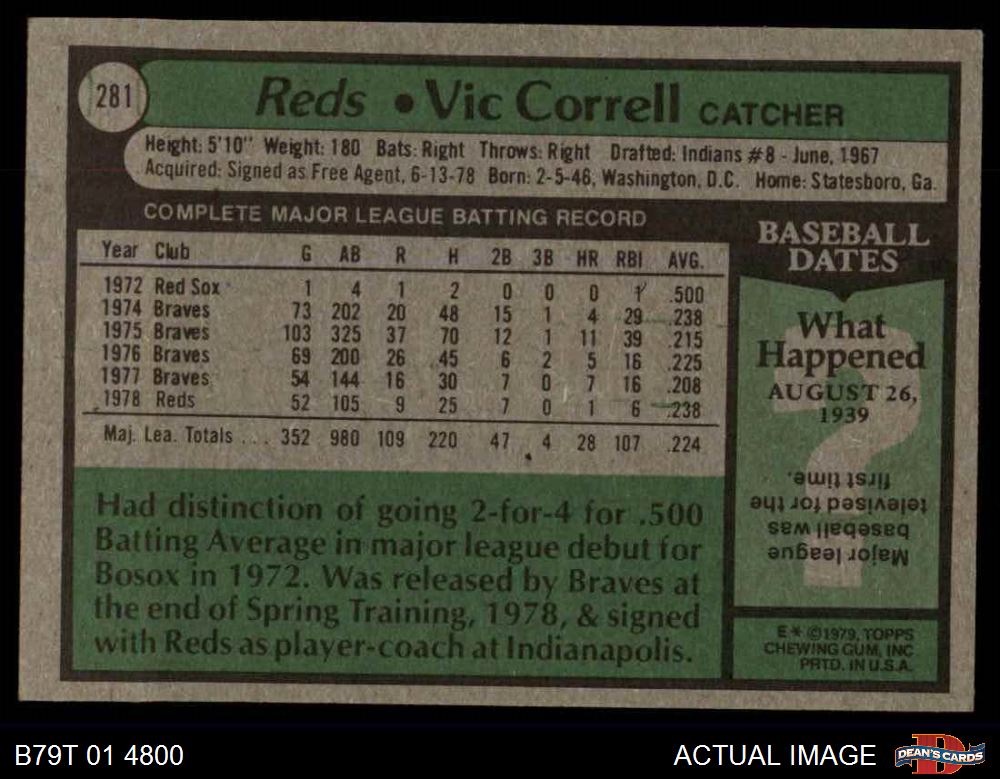 281
Reds • Vic Correll CATCHER
Height: 5'10" Weight: 180 Bats: Right Throws: Right Drafted: Indians #8 - June, 1967
Acquired: Signed as Free Agent, 6-13-78 Born: 2-5-46, Washington, D.C. Home: Statesboro, Ga.
COMPLETE MAJOR LEAGUE BATTING RECORD
Year Club G AB R H 2B 3B HR RBI AVG.
1972 Red Sox 1 4 1 2 0 0 0 1 .500
1974 Braves 73 202 20 48 15 1 4 29 .238
1975 Braves 103 325 37 70 12 1 11 39 .215
1976 Braves 69 200 26 45 6 2 5 16 .225
1977 Braves 54 144 16 30 7 0 7 16 .208
1978 Reds 52 105 9 25 7 0 1 6 .238
Maj. Lea. Totals ... 352 980 109 220 47 4 28 107 .224
Had distinction of going 2-for-4 for .500
Batting Average in major league debut for
Bosox in 1972. Was released by Braves at
the end of Spring Training, 1978, & signed
with Reds as player-coach at Indianapolis.
BASEBALL
DATES
What
Happened
AUGUST 26,
1939
?
Major league
baseball was
televised for the
first time.
E * ©1979, TOPPS
CHEWING GUM, INC
PRTD. IN U.S.A.
B79T 01 4800
ACTUAL IMAGE
D
DEAN'S CARDS